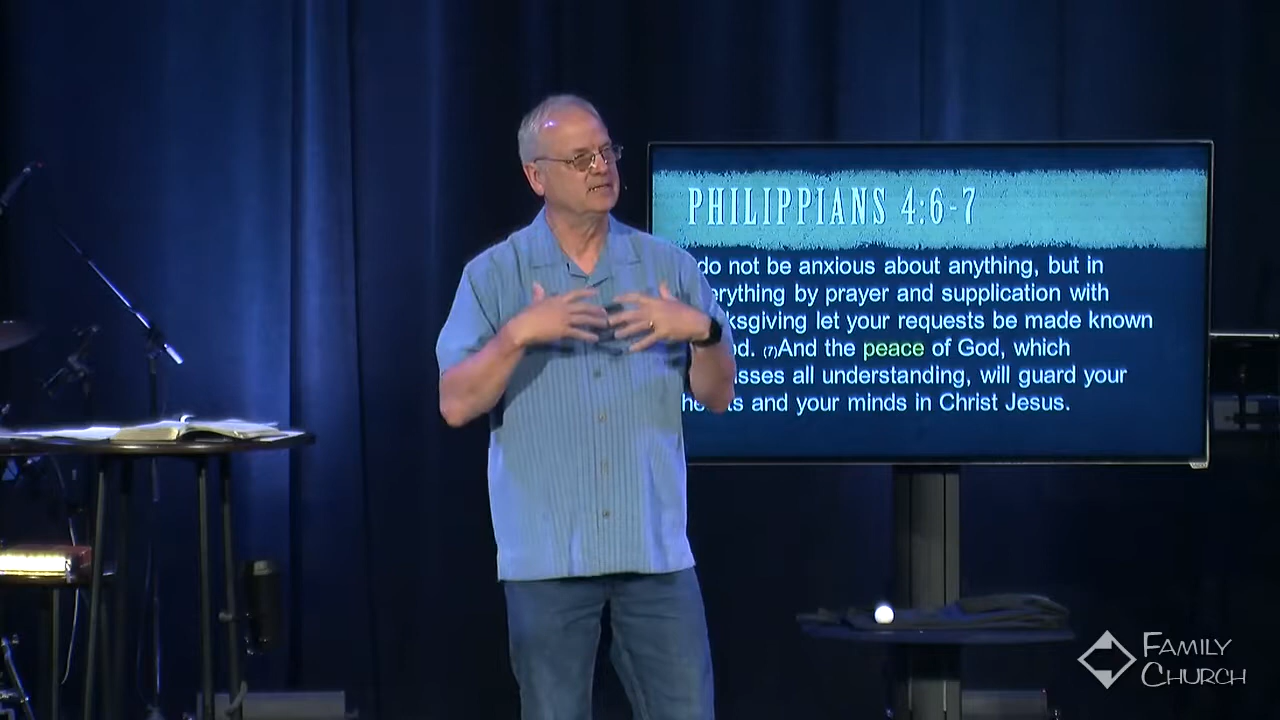 PHILIPPIANS 4:6-7
do not be anxious about anything, but in
erything by prayer and supplication with
ksgiving let your requests be made known
d. (7)And the peace of God, which
sses all understanding, will guard your
he ts and your minds in Christ Jesus.
FAMILY
CHURCH